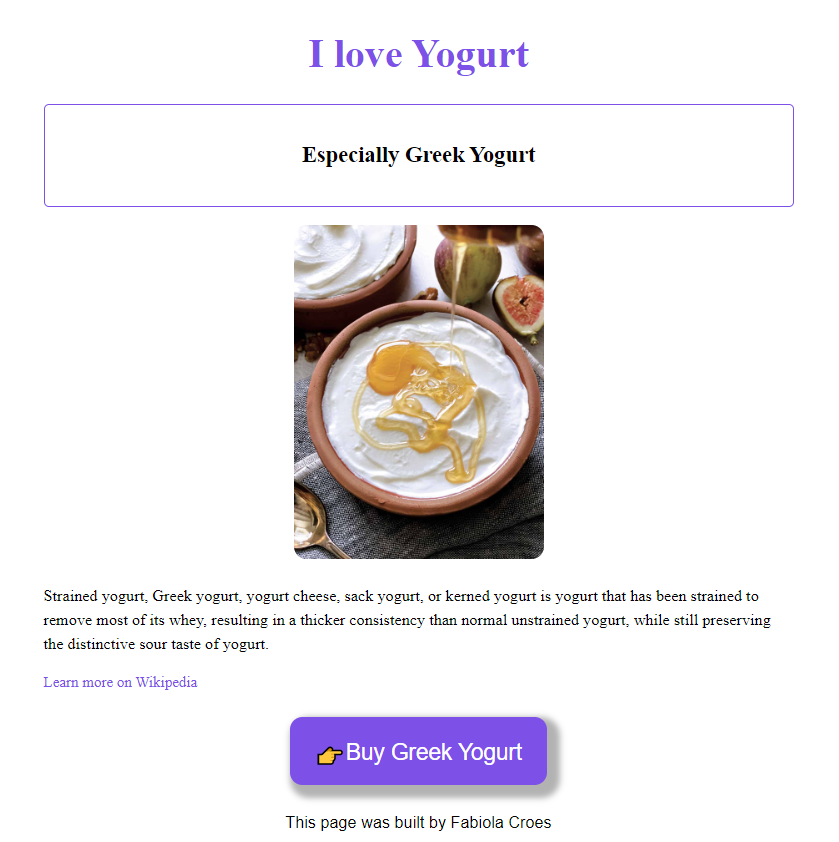 I love Yogurt
Especially Greek Yogurt
Strained yogurt, Greek yogurt, yogurt cheese, sack yogurt, or kerned yogurt is yogurt that has been strained to
remove most of its whey, resulting in a thicker consistency than normal unstrained yogurt, while still preserving
the distinctive sour taste of yogurt.
Learn more on Wikipedia
👉Buy Greek Yogurt
This page was built by Fabiola Croes